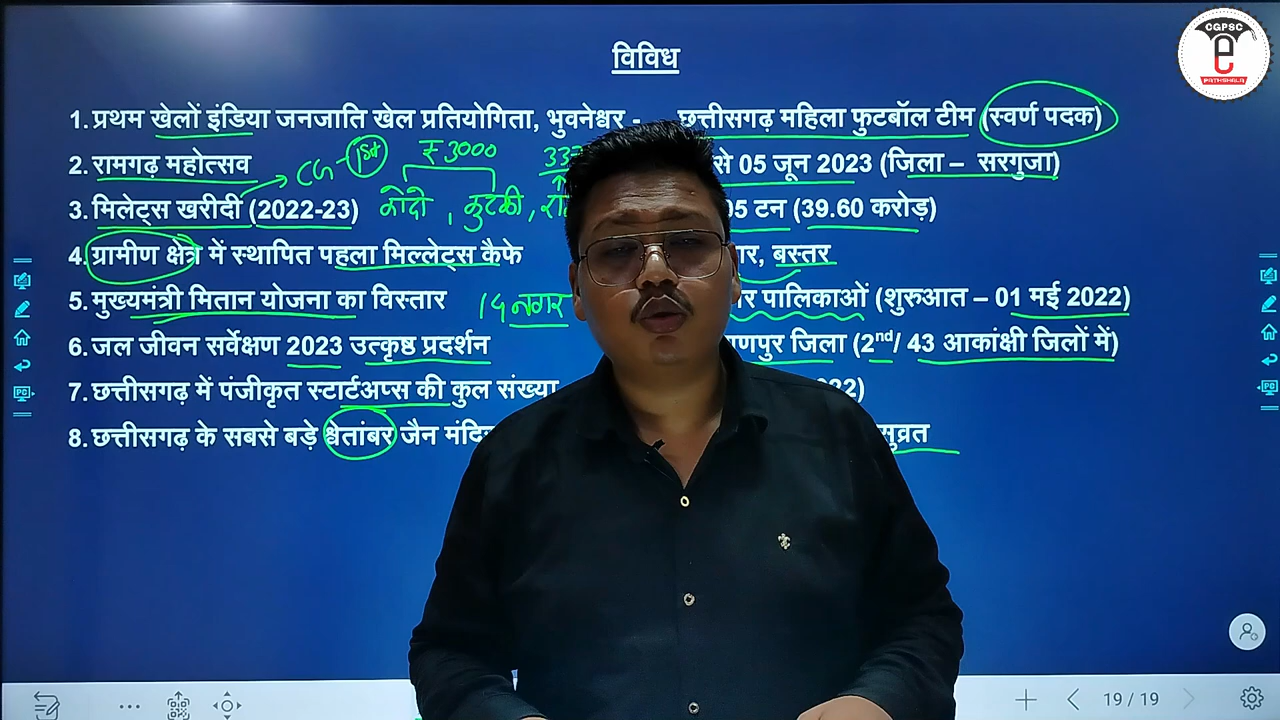 CGPSC
e
PATHSHALA
विविध
1. प्रथम खेलों इंडिया जनजाति खेल प्रतियोगिता, भुवनेश्वर - छत्तीसगढ़ महिला फुटबॉल टीम (स्वर्ण पदक)
CG - 1st ₹ 3000
2. रामगढ़ महोत्सव से 05 जून 2023 (जिला – सरगुजा)
3. मिलेट्स खरीदी (2022-23) कोदो , कुटकी , 05 टन (39.60 करोड़)
4. ग्रामीण क्षेत्र में स्थापित पहला मिल्लेट्स कैफे बस्तर
5. मुख्यमंत्री मितान योजना का विस्तार 14 नगर पालिकाओं (शुरुआत – 01 मई 2022)
6. जल जीवन सर्वेक्षण 2023 उत्कृष्ठ प्रदर्शन जिला (2nd/ 43 आकांक्षी जिलों में)
7. छत्तीसगढ़ में पंजीकृत स्टार्टअप्स की कुल संख्या
8. छत्तीसगढ़ के सबसे बड़े श्वेतांबर जैन सुव्रत
PC
PC
19 / 19